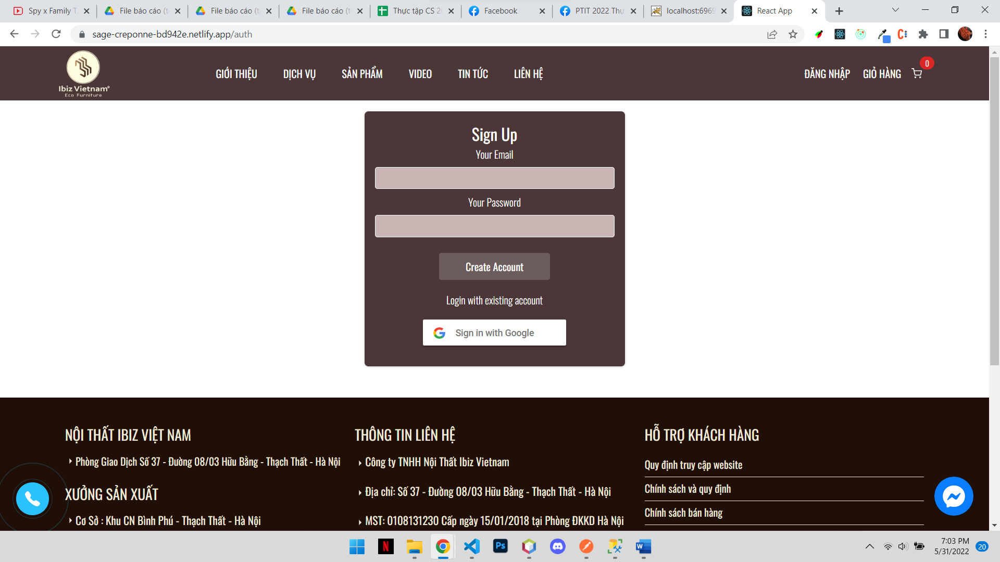 Spy x Family T
File báo cáo (t
File báo cáo (t
File báo cáo (t
Thực tập CS 20
Facebook
PTIT 2022 Thự
localhost:6969
React App
sage-creponne-bd942e.netlify.app/auth
Ibiz Vietnam
Eco Furniture
GIỚI THIỆU
DỊCH VỤ
SẢN PHẨM
VIDEO
TIN TỨC
LIÊN HỆ
ĐĂNG NHẬP
GIỎ HÀNG
0
Sign Up
Your Email
Your Password
Create Account
Login with existing account
Sign in with Google
NỘI THẤT IBIZ VIỆT NAM
Phòng Giao Dịch Số 37 - Đường 08/03 Hữu Bằng - Thạch Thất - Hà Nội
XƯỞNG SẢN XUẤT
Cơ Sở : Khu CN Bình Phú - Thạch Thất - Hà Nội
THÔNG TIN LIÊN HỆ
Công ty TNHH Nội Thất Ibiz Vietnam
Địa chỉ: Số 37 - Đường 08/03 Hữu Bằng - Thạch Thất - Hà Nội
MST: 0108131230 Cấp ngày 15/01/2018 tại Phòng ĐKKD Hà Nội
HỖ TRỢ KHÁCH HÀNG
Quy định truy cập website
Chính sách và quy định
Chính sách bán hàng
7:03 PM
5/31/2022
20